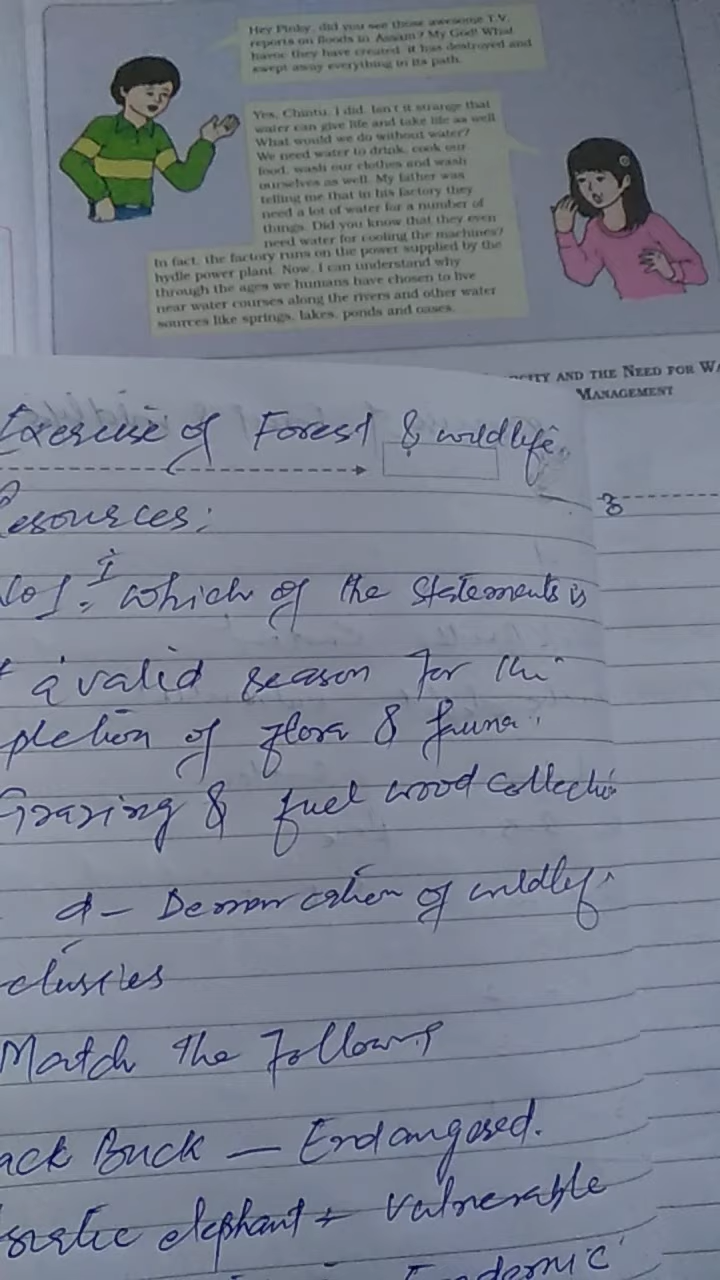 Hey Pinky, did you see those awesome T.V.
reports on floods in Assam? My God! What
havoc they have created, it has destroyed and
swept away everything in its path.
Yes, Chintu, I did. Isn't it strange that
water can give life and take life as well
What would we do without water?
We need water to drink, cook our
food, wash our clothes and wash
ourselves as well. My father was
telling me that in his factory they
need a lot of water for a number of
things. Did you know that they even
need water for cooling the machines?
In fact, the factory runs on the power supplied by the
hydle power plant. Now, I can understand why
through the ages we humans have chosen to live
near water courses along the rivers and other water
sources like springs, lakes, ponds and oases.
CITY AND THE NEED FOR WA
MANAGEMENT
Exercise of Forest & wildlife
Resources:
I which of the statements is
a valid reason for the
pletion of flora & fauna.
Grazing & fuel wood collection
d - Demarcation of wildlife
Match the
ack Buck — Endangered.
siatic elephant - Vulnerable